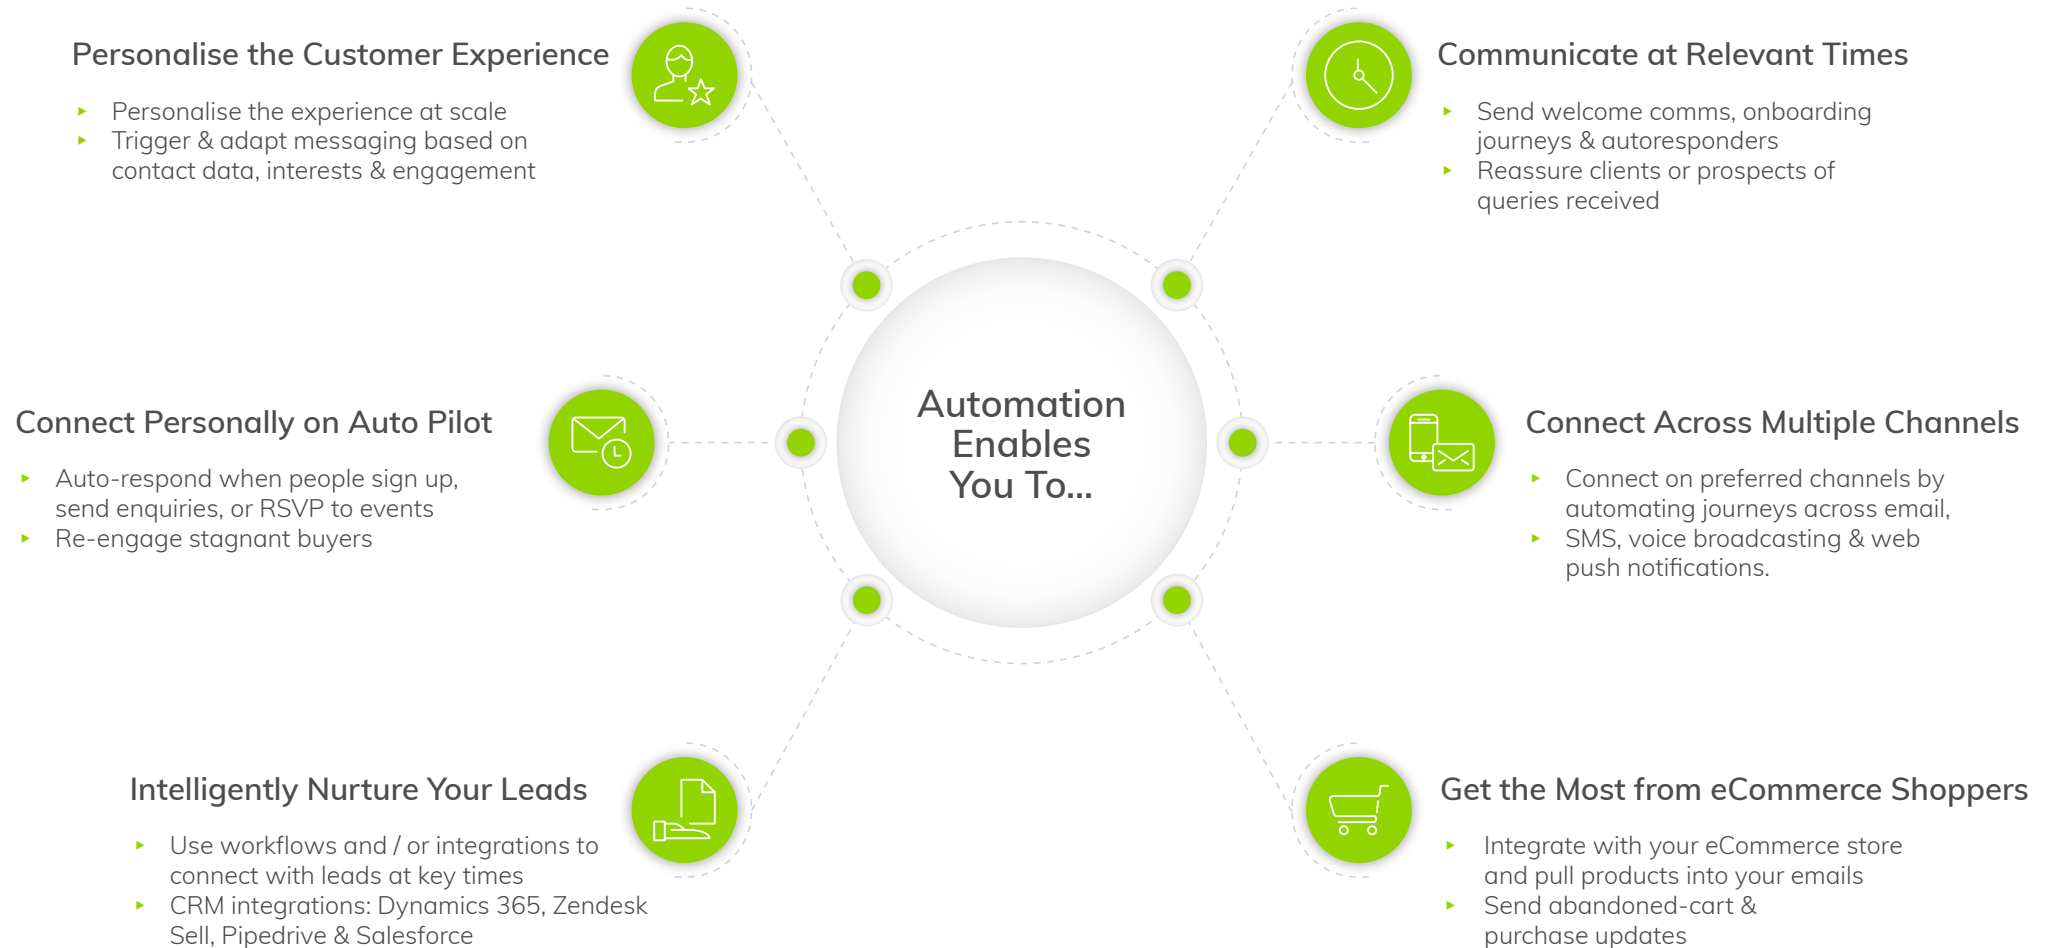 Personalise the Customer Experience
Personalise the experience at scale
Trigger & adapt messaging based on
contact data, interests & engagement
Connect Personally on Auto Pilot
Auto-respond when people sign up,
send enquiries, or RSVP to events
Re-engage stagnant buyers
Intelligently Nurture Your Leads
Use workflows and / or integrations to
connect with leads at key times
CRM integrations: Dynamics 365, Zendesk
Sell, Pipedrive & Salesforce
Automation
Enables
You To...
Communicate at Relevant Times
Send welcome comms, onboarding
journeys & autoresponders
Reassure clients or prospects of
queries received
Connect Across Multiple Channels
Connect on preferred channels by
automating journeys across email,
SMS, voice broadcasting & web
push notifications.
Get the Most from eCommerce Shoppers
Integrate with your eCommerce store
and pull products into your emails
Send abandoned-cart &
purchase updates